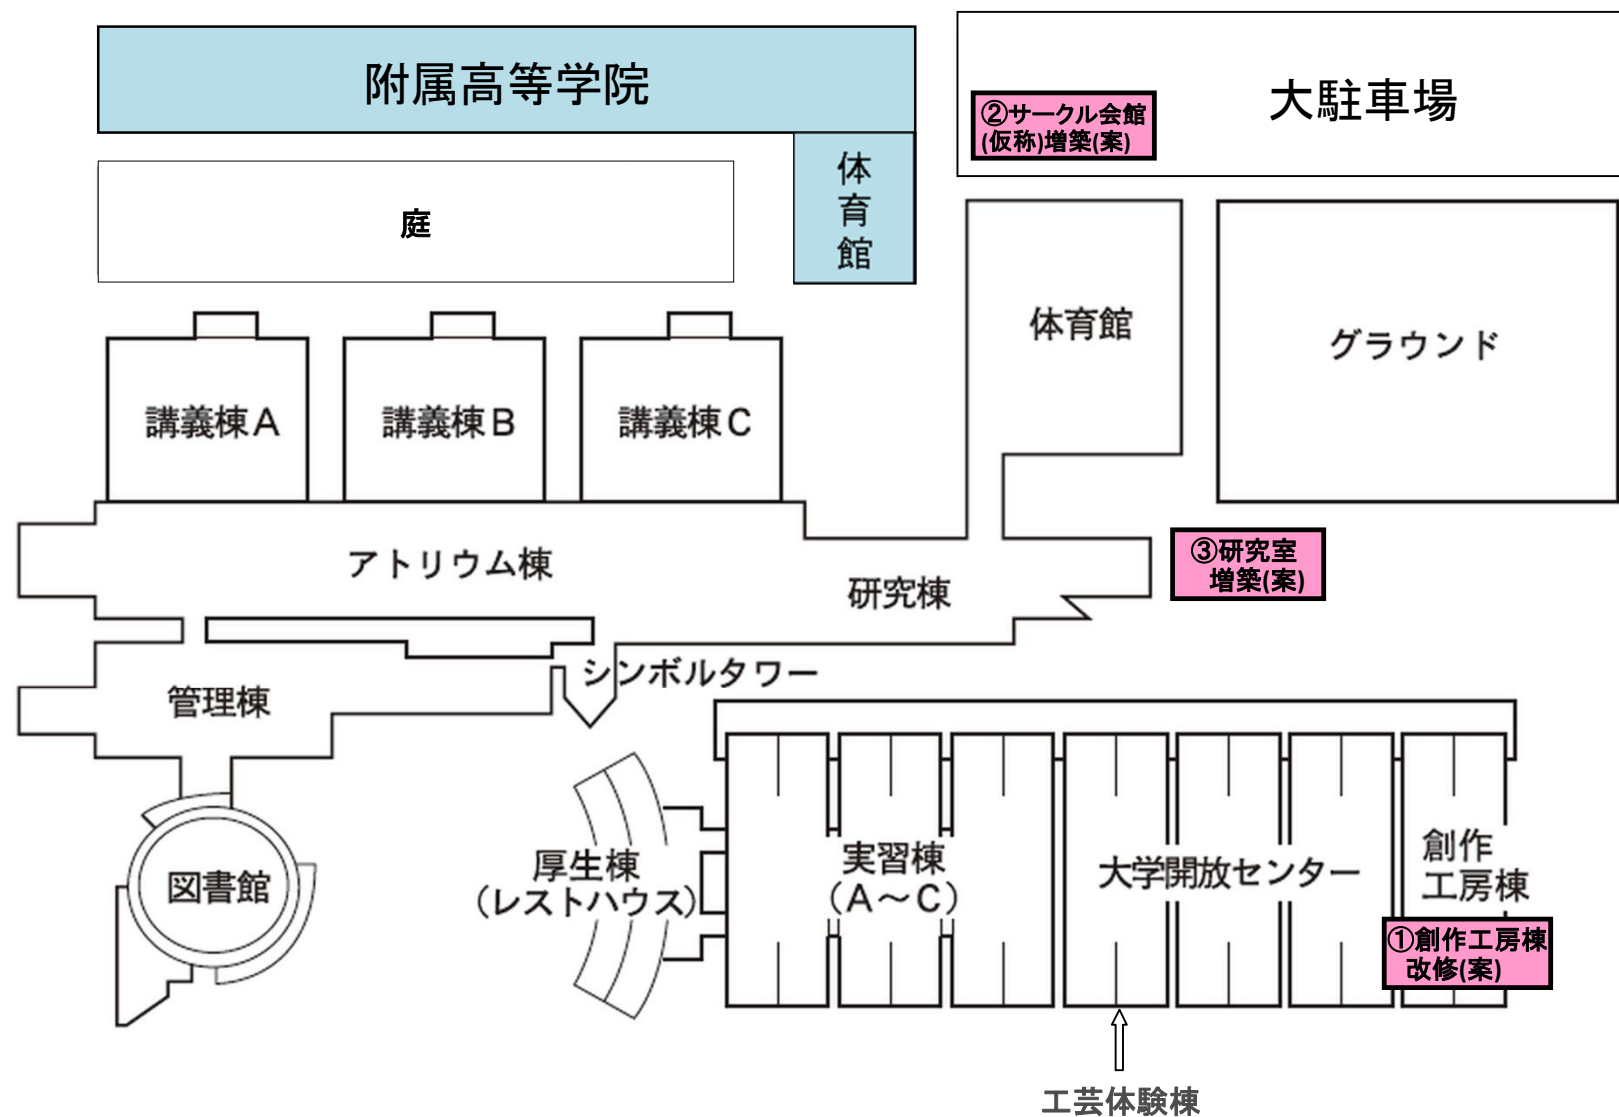 附属高等学院
大駐車場
②サークル会館
(仮称)増築(案)
体育館
庭
体育館
グラウンド
講義棟A
講義棟B
講義棟C
アトリウム棟
③研究室
増築(案)
研究棟
シンボルタワー
管理棟
図書館
厚生棟
(レストハウス)
実習棟
(A～C)
大学開放センター
創作
工房棟
①創作工房棟
改修(案)
工芸体験棟